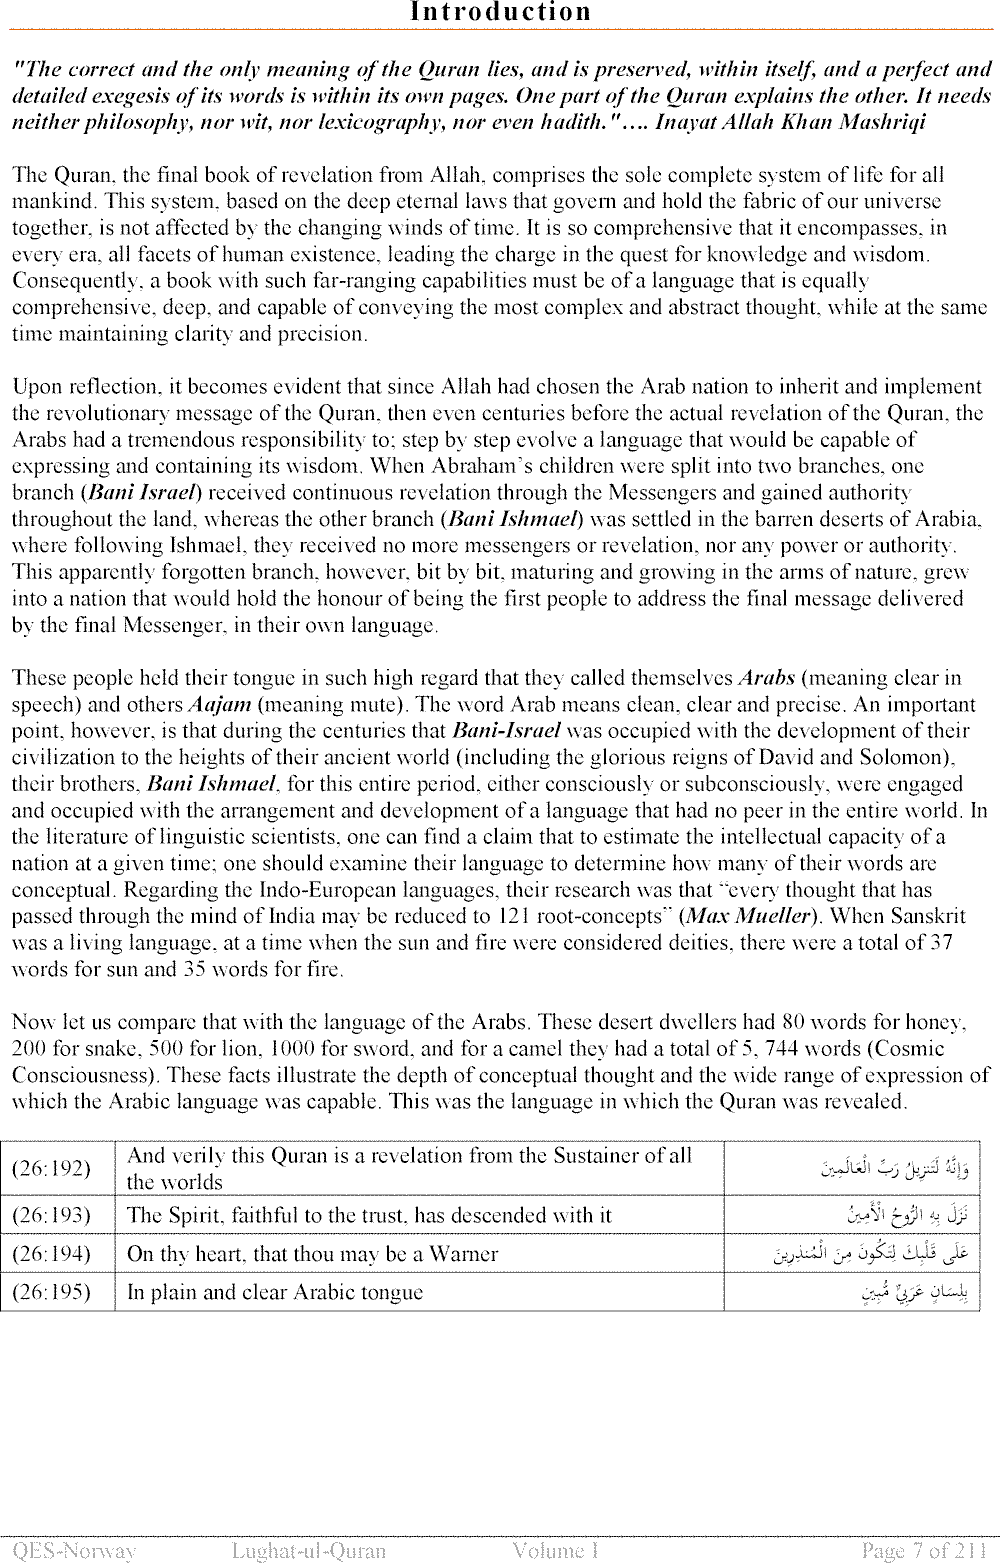 Introduction
"The correct and the only meaning of the Quran lies, and is preserved, within itself, and a perfect and
detailed exegesis of its words is within its own pages. One part of the Quran explains the other. It needs
neither philosophy, nor wit, nor lexicography, nor even hadith."…. Inayat Allah Khan Mashriqi
The Quran, the final book of revelation from Allah, comprises the sole complete system of life for all
mankind. This system, based on the deep eternal laws that govern and hold the fabric of our universe
together, is not affected by the changing winds of time. It is so comprehensive that it encompasses, in
every era, all facets of human existence, leading the charge in the quest for knowledge and wisdom.
Consequently, a book with such far-ranging capabilities must be of a language that is equally
comprehensive, deep, and capable of conveying the most complex and abstract thought, while at the same
time maintaining clarity and precision.
Upon reflection, it becomes evident that since Allah had chosen the Arab nation to inherit and implement
the revolutionary message of the Quran, then even centuries before the actual revelation of the Quran, the
Arabs had a tremendous responsibility to; step by step evolve a language that would be capable of
expressing and containing its wisdom. When Abraham's children were split into two branches, one
branch (Bani Israel) received continuous revelation through the Messengers and gained authority
throughout the land, whereas the other branch (Bani Ishmael) was settled in the barren deserts of Arabia,
where following Ishmael, they received no more messengers or revelation, nor any power or authority.
This apparently forgotten branch, however, bit by bit, maturing and growing in the arms of nature, grew
into a nation that would hold the honour of being the first people to address the final message delivered
by the final Messenger, in their own language.
These people held their tongue in such high regard that they called themselves Arabs (meaning clear in
speech) and others Aajam (meaning mute). The word Arab means clean, clear and precise. An important
point, however, is that during the centuries that Bani-Israel was occupied with the development of their
civilization to the heights of their ancient world (including the glorious reigns of David and Solomon),
their brothers, Bani Ishmael, for this entire period, either consciously or subconsciously, were engaged
and occupied with the arrangement and development of a language that had no peer in the entire world. In
the literature of linguistic scientists, one can find a claim that to estimate the intellectual capacity of a
nation at a given time; one should examine their language to determine how many of their words are
conceptual. Regarding the Indo-European languages, their research was that “every thought that has
passed through the mind of India may be reduced to 121 root-concepts” (Max Mueller). When Sanskrit
was a living language, at a time when the sun and fire were considered deities, there were a total of 37
words for sun and 35 words for fire.
Now let us compare that with the language of the Arabs. These desert dwellers had 80 words for honey,
200 for snake, 500 for lion, 1000 for sword, and for a camel they had a total of 5, 744 words (Cosmic
Consciousness). These facts illustrate the depth of conceptual thought and the wide range of expression of
which the Arabic language was capable. This was the language in which the Quran was revealed.
(26:192) And verily this Quran is a revelation from the Sustainer of all
the worlds
وَإِنَّهُ لَتَنزِيلُ رَبِّ الْعَالَمِينَ
(26:193) The Spirit, faithful to the trust, has descended with it نَزَلَ بِهِ الرُّوحُ الْأَمِينُ
(26:194) On thy heart, that thou may be a Warner عَلَى قَلْبِكَ لِتَكُونَ مِنَ الْمُنذِرِينَ
(26:195) In plain and clear Arabic tongue بِلِسَانٍ عَرَبِيٍّ مُّبِينٍ
QES-Norway Lughat-ul-Quran Volume I Page 7 of 211